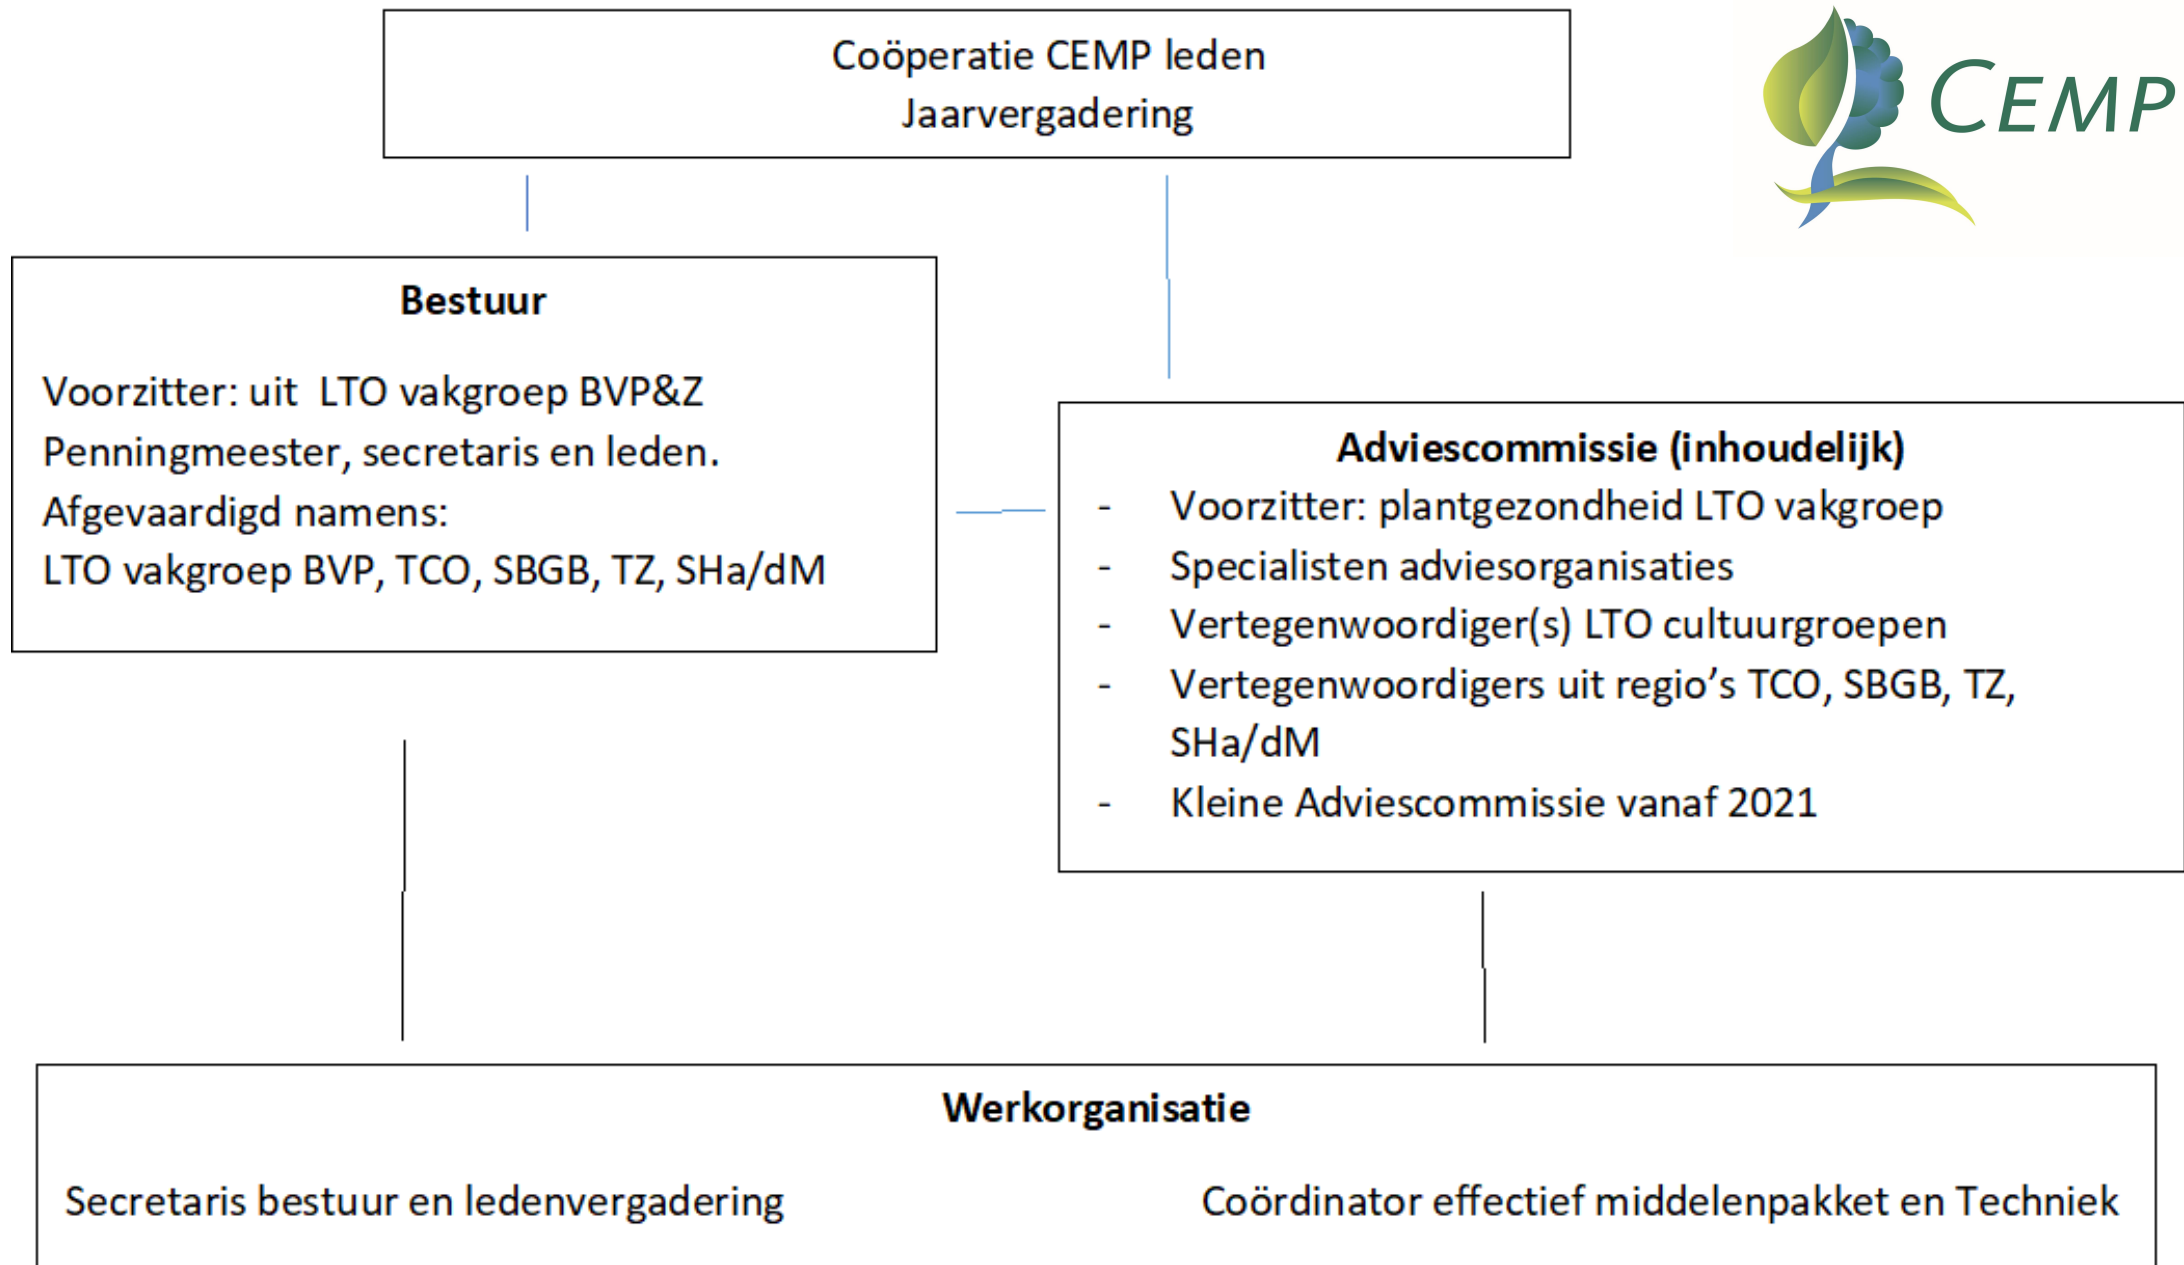 Coöperatie CEMP leden
Jaarvergadering
CEMP
Bestuur
Voorzitter: uit LTO vakgroep BVP&Z
Penningmeester, secretaris en leden.
Afgevaardigd namens:
LTO vakgroep BVP, TCO, SBGB, TZ, SHa/dM
Adviescommissie (inhoudelijk)
- Voorzitter: plantgezondheid LTO vakgroep
- Specialisten adviesorganisaties
- Vertegenwoordiger(s) LTO cultuurgroepen
- Vertegenwoordigers uit regio’s TCO, SBGB, TZ,
SHa/dM
- Kleine Adviescommissie vanaf 2021
Werkorganisatie
Secretaris bestuur en ledenvergadering
Coördinator effectief middelenpakket en Techniek